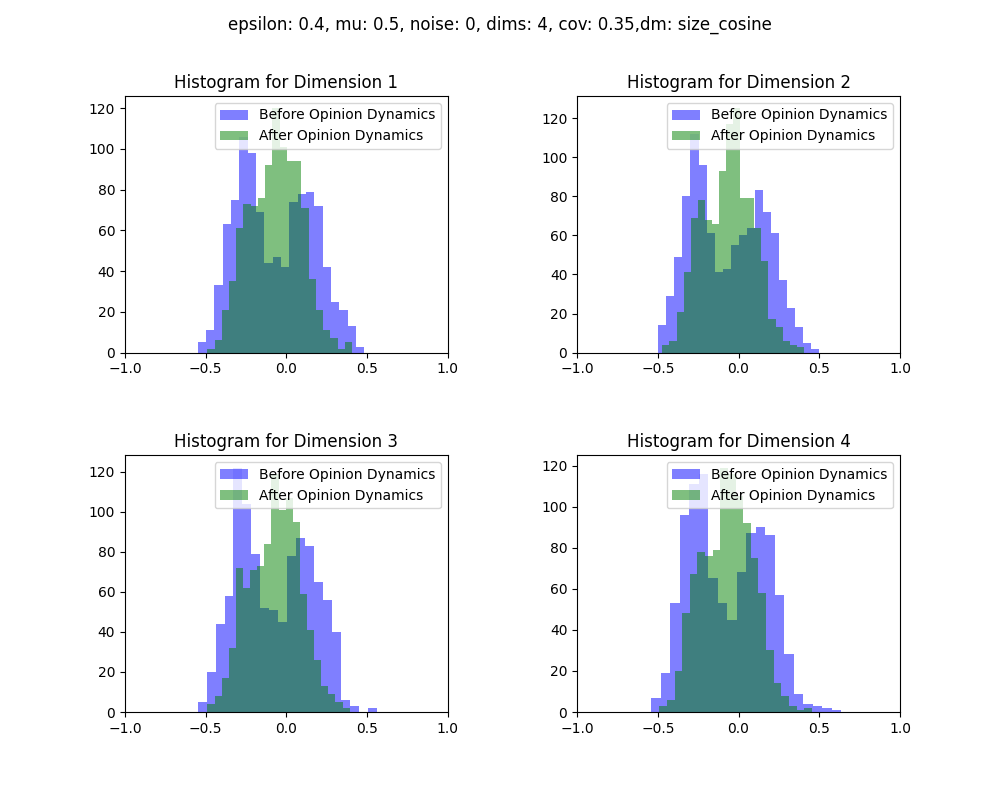 epsilon: 0.4, mu: 0.5, noise: 0, dims: 4, cov: 0.35,dm: size_cosine
Histogram for Dimension 1
Before Opinion Dynamics
After Opinion Dynamics
120
100
80
60
40
20
0
−1.0 −0.5 0.0 0.5 1.0
Histogram for Dimension 2
Before Opinion Dynamics
After Opinion Dynamics
120
100
80
60
40
20
0
−1.0 −0.5 0.0 0.5 1.0
Histogram for Dimension 3
Before Opinion Dynamics
After Opinion Dynamics
120
100
80
60
40
20
0
−1.0 −0.5 0.0 0.5 1.0
Histogram for Dimension 4
Before Opinion Dynamics
After Opinion Dynamics
120
100
80
60
40
20
0
−1.0 −0.5 0.0 0.5 1.0